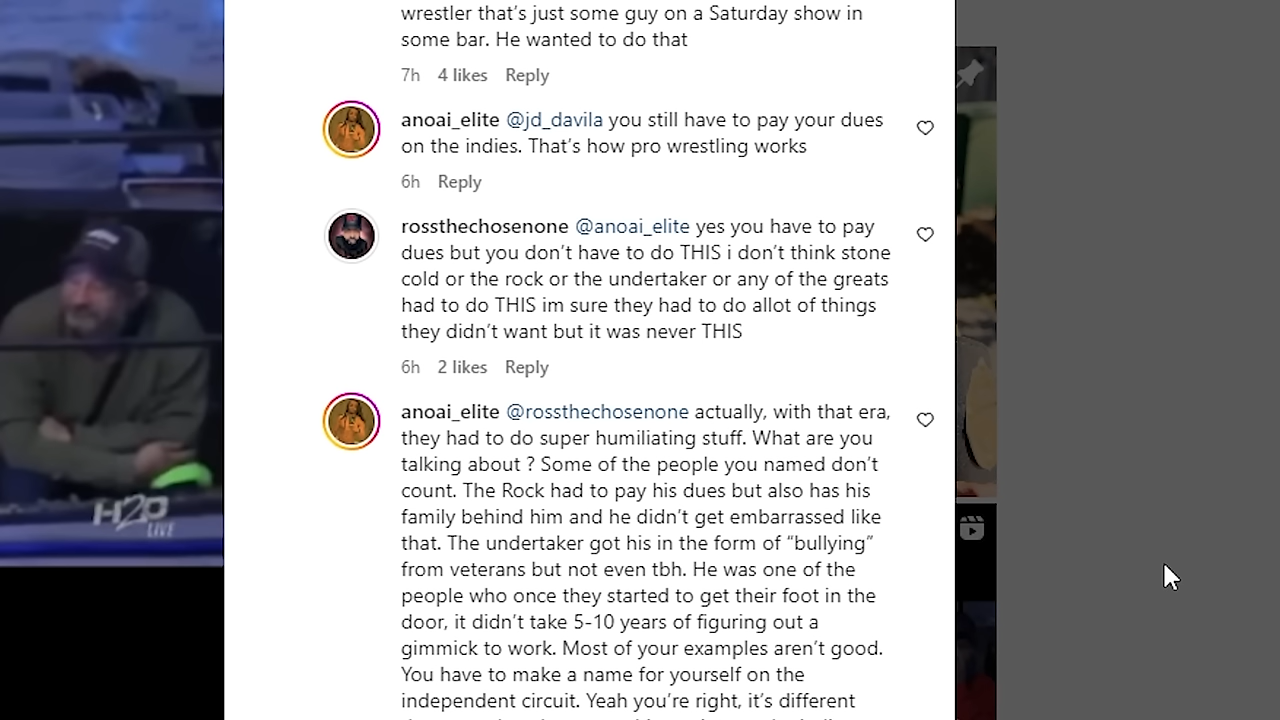 wrestler that's just some guy on a Saturday show in
some bar. He wanted to do that
7h 4 likes Reply
anoai_elite @jd_davila you still have to pay your dues
on the indies. That's how pro wrestling works
6h Reply
rossthechosenone @anoai_elite yes you have to pay
dues but you don't have to do THIS i don't think stone
cold or the rock or the undertaker or any of the greats
had to do THIS im sure they had to do allot of things
they didn't want but it was never THIS
6h 2 likes Reply
anoai_elite @rossthechosenone actually, with that era,
they had to do super humiliating stuff. What are you
talking about ? Some of the people you named don't
count. The Rock had to pay his dues but also has his
family behind him and he didn't get embarrassed like
that. The undertaker got his in the form of “bullying”
from veterans but not even tbh. He was one of the
people who once they started to get their foot in the
door, it didn't take 5-10 years of figuring out a
gimmick to work. Most of your examples aren't good.
You have to make a name for yourself on the
independent circuit. Yeah you're right, it's different
H2O
LIVE